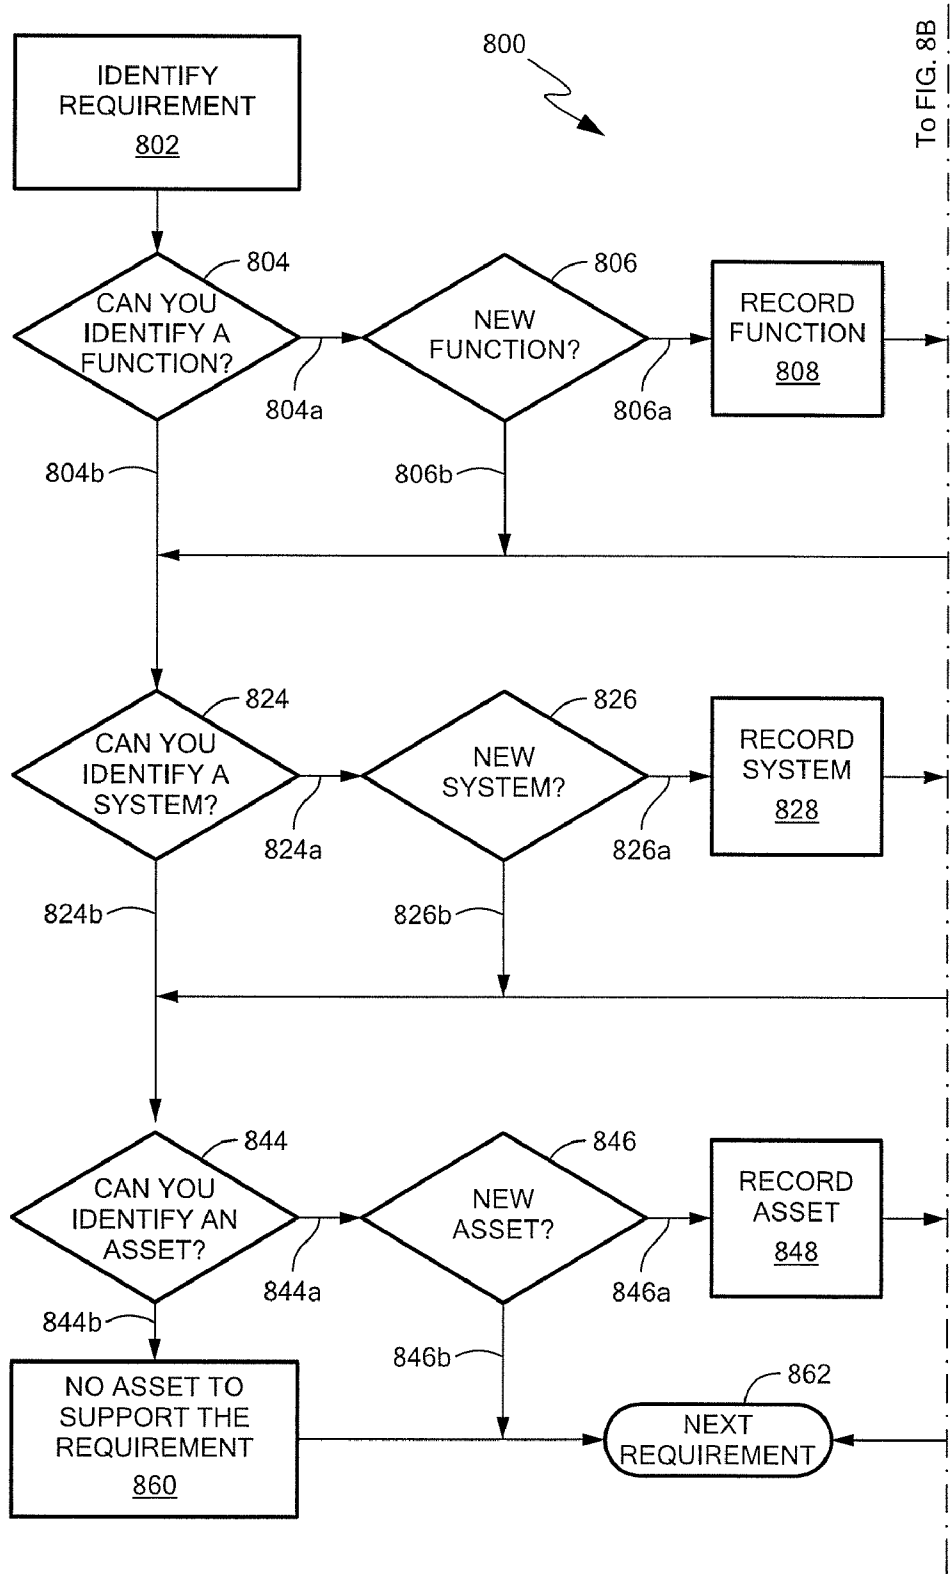 800
To FIG. 8B
IDENTIFY
REQUIREMENT
802
804
CAN YOU
IDENTIFY A
FUNCTION?
804a
804b
806
NEW
FUNCTION?
806a
806b
RECORD
FUNCTION
808
824
CAN YOU
IDENTIFY A
SYSTEM?
824a
824b
826
NEW
SYSTEM?
826a
826b
RECORD
SYSTEM
828
844
CAN YOU
IDENTIFY AN
ASSET?
844a
844b
846
NEW
ASSET?
846a
846b
RECORD
ASSET
848
NO ASSET TO
SUPPORT THE
REQUIREMENT
860
862
NEXT
REQUIREMENT